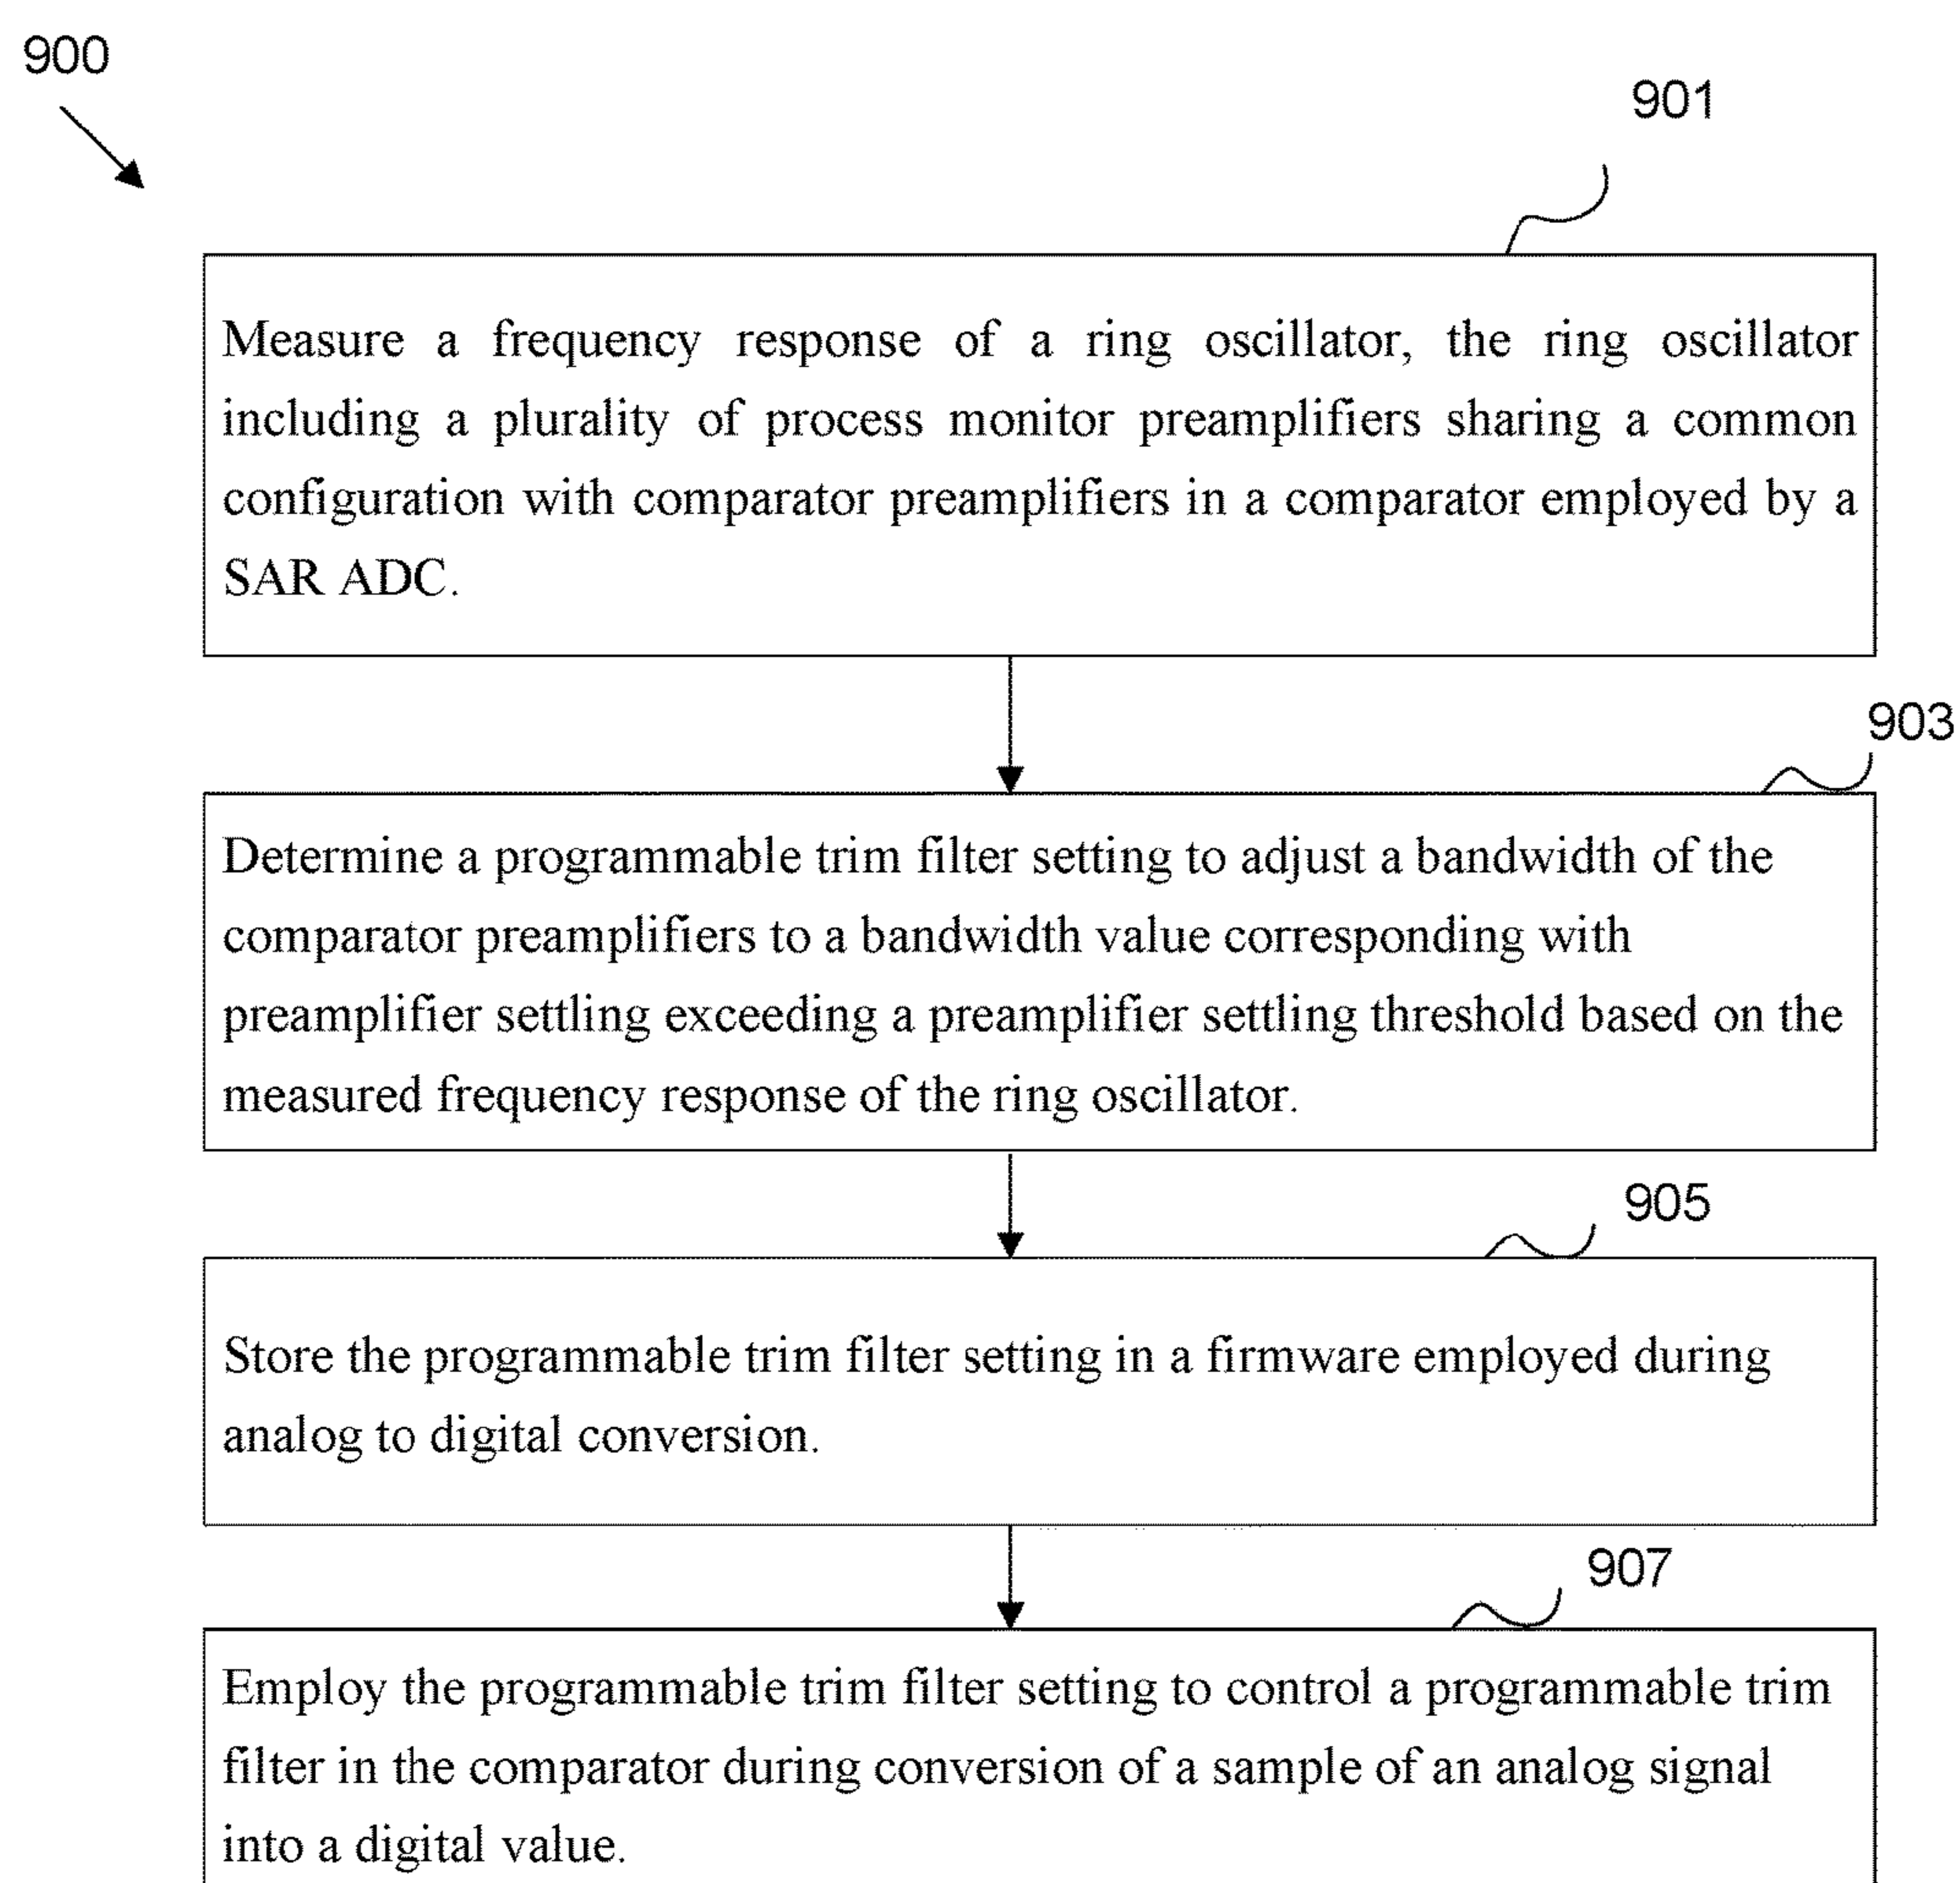 900
901
Measure a frequency response of a ring oscillator, the ring oscillator
including a plurality of process monitor preamplifiers sharing a common
configuration with comparator preamplifiers in a comparator employed by a
SAR ADC.
903
Determine a programmable trim filter setting to adjust a bandwidth of the
comparator preamplifiers to a bandwidth value corresponding with
preamplifier settling exceeding a preamplifier settling threshold based on the
measured frequency response of the ring oscillator.
905
Store the programmable trim filter setting in a firmware employed during
analog to digital conversion.
907
Employ the programmable trim filter setting to control a programmable trim
filter in the comparator during conversion of a sample of an analog signal
into a digital value.